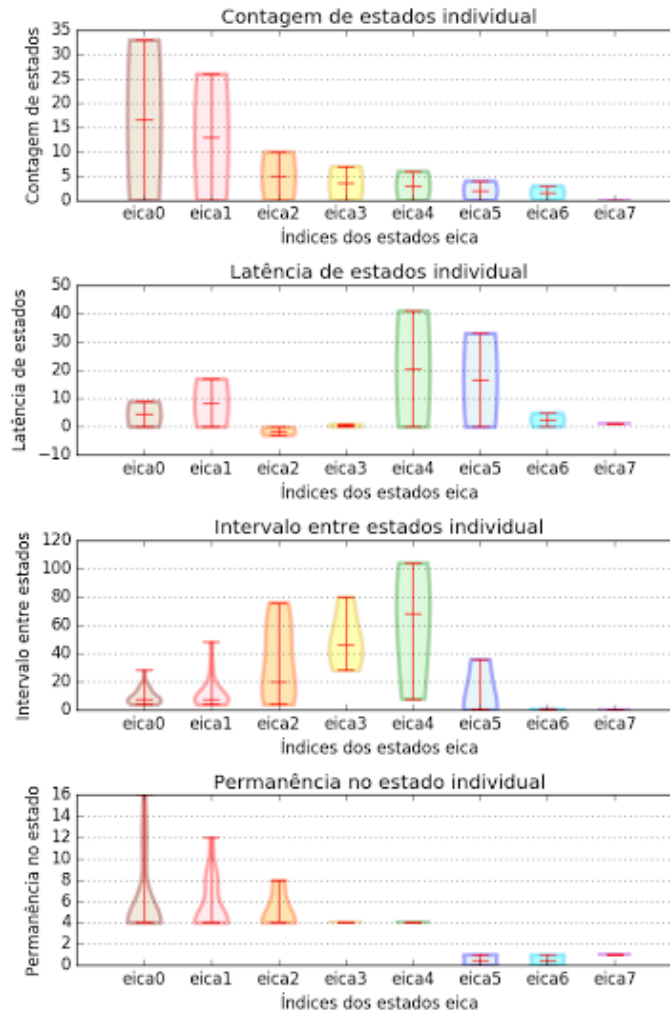 Contagem de estados individual
Contagem de estados
35
30
25
20
15
10
5
0
eica0 eica1 eica2 eica3 eica4 eica5 eica6 eica7
Índices dos estados eica
Latência de estados individual
Latência de estados
50
40
30
20
10
0
−10
eica0 eica1 eica2 eica3 eica4 eica5 eica6 eica7
Índices dos estados eica
Intervalo entre estados individual
Intervalo entre estados
120
100
80
60
40
20
0
eica0 eica1 eica2 eica3 eica4 eica5 eica6 eica7
Índices dos estados eica
Permanência no estado individual
Permanência no estado
16
14
12
10
8
6
4
2
0
eica0 eica1 eica2 eica3 eica4 eica5 eica6 eica7
Índices dos estados eica